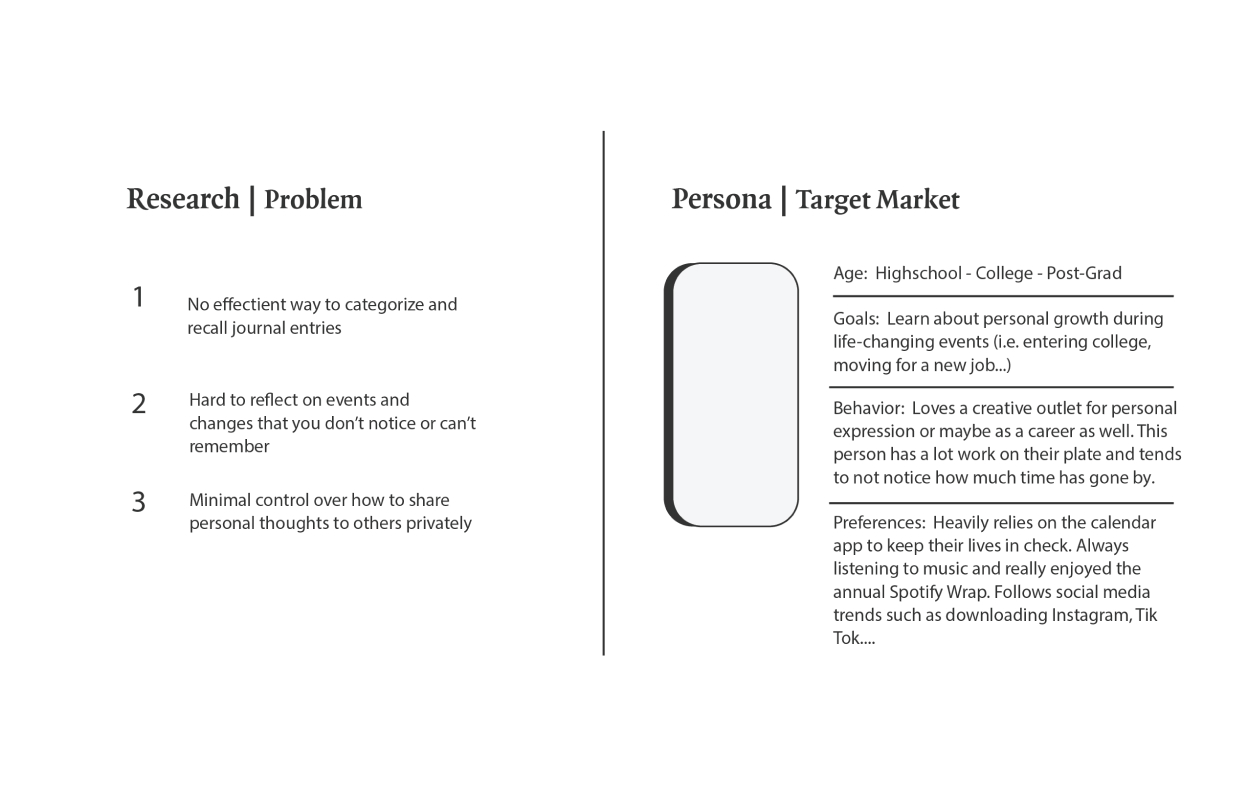 Research | Problem
1
No effectient way to categorize and
recall journal entries
2
Hard to reflect on events and
changes that you don’t notice or can’t
remember
3
Minimal control over how to share
personal thoughts to others privately
Persona | Target Market
Age:  Highschool - College - Post-Grad
Goals:  Learn about personal growth during
life-changing events (i.e. entering college,
moving for a new job...)
Behavior:  Loves a creative outlet for personal
expression or maybe as a career as well. This
person has a lot work on their plate and tends
to not notice how much time has gone by.
Preferences:  Heavily relies on the calendar
app to keep their lives in check. Always
listening to music and really enjoyed the
annual Spotify Wrap. Follows social media
trends such as downloading Instagram, Tik
Tok....